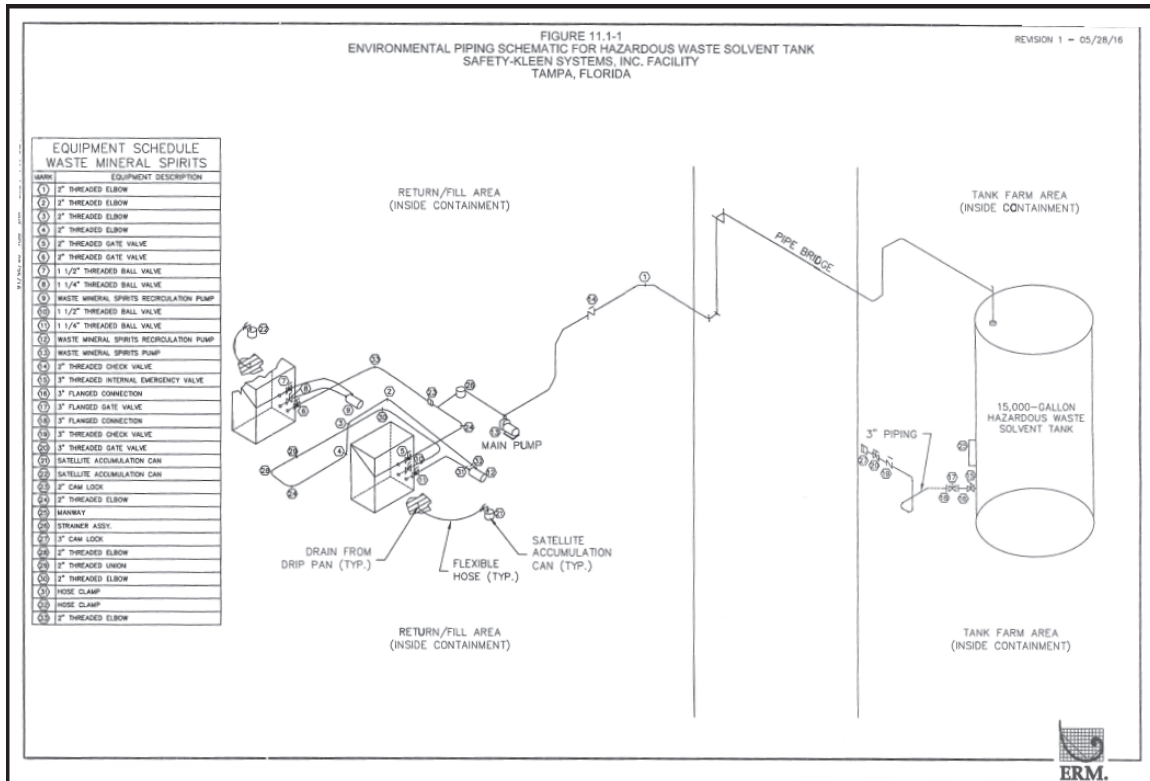 FIGURE 11.1-1
ENVIRONMENTAL PIPING SCHEMATIC FOR HAZARDOUS WASTE SOLVENT TANK
SAFETY-KLEEN SYSTEMS, INC. FACILITY
TAMPA, FLORIDA
REVISION 1 - 05/28/16
EQUIPMENT SCHEDULE
WASTE MINERAL SPIRITS
MARK EQUIPMENT DESCRIPTION
1 2" THREADED ELBOW
2 2" THREADED ELBOW
3 2" THREADED ELBOW
4 2" THREADED ELBOW
5 2" THREADED GATE VALVE
6 2" THREADED GATE VALVE
7 1 1/2" THREADED BALL VALVE
8 1 1/4" THREADED BALL VALVE
9 WASTE MINERAL SPIRITS RECIRCULATION PUMP
10 1 1/2" THREADED BALL VALVE
11 1 1/4" THREADED BALL VALVE
12 WASTE MINERAL SPIRITS RECIRCULATION PUMP
13 WASTE MINERAL SPIRITS PUMP
14 2" THREADED CHECK VALVE
15 3" THREADED INTERNAL EMERGENCY VALVE
16 3" FLANGED CONNECTION
17 3" FLANGED GATE VALVE
18 3" FLANGED CONNECTION
19 3" THREADED CHECK VALVE
20 3" THREADED GATE VALVE
21 SATELLITE ACCUMULATION CAN
22 SATELLITE ACCUMULATION CAN
23 2" CAM LOCK
24 2" THREADED ELBOW
25 MANWAY
26 STRAINER ASSY.
27 3" CAM LOCK
28 2" THREADED ELBOW
29 2" THREADED UNION
30 2" THREADED ELBOW
31 HOSE CLAMP
32 HOSE CLAMP
33 2" THREADED ELBOW
RETURN/FILL AREA
(INSIDE CONTAINMENT)
TANK FARM AREA
(INSIDE CONTAINMENT)
PIPE BRIDGE
MAIN PUMP
3" PIPING
15,000-GALLON
HAZARDOUS WASTE
SOLVENT TANK
DRAIN FROM
DRIP PAN (TYP.)
FLEXIBLE
HOSE (TYP.)
SATELLITE
ACCUMULATION
CAN (TYP.)
RETURN/FILL AREA
(INSIDE CONTAINMENT)
TANK FARM AREA
(INSIDE CONTAINMENT)
ERM.